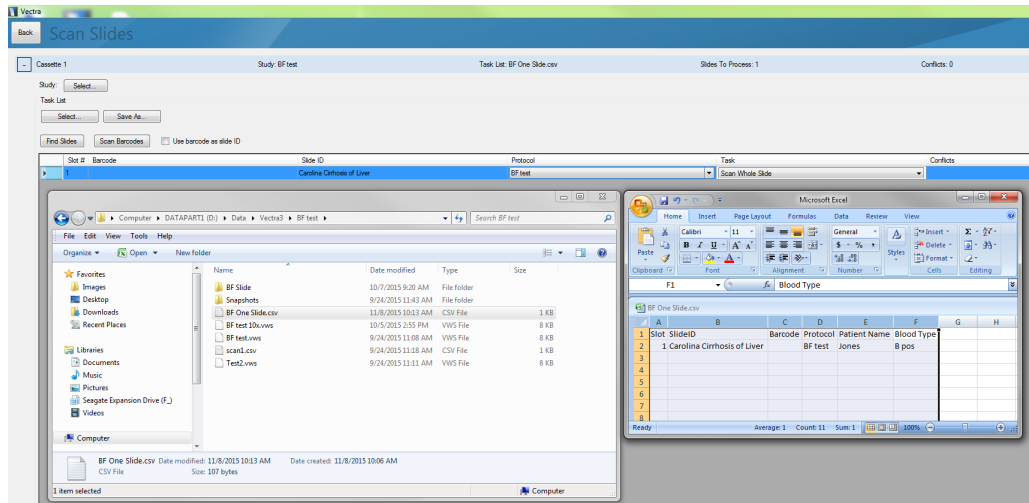 Vectra
Back Scan Slides
- Cassette 1 Study: BF test Task List: BF One Slide.csv Slides To Process: 1 Conflicts: 0
Study: Select...
Task List
Select... Save As...
Find Slides Scan Barcodes Use barcode as slide ID
Slot # Barcode Slide ID Protocol Task Conflicts
1 Carolina Cirrhosis of Liver BF test Scan Whole Slide
Computer DATAPART1 (D:) Data Vectra3 BF test Search BF test
File Edit View Tools Help
Organize Open New folder
Favorites
Images
Desktop
Downloads
Recent Places
Libraries
Documents
Music
Pictures
Seagate Expansion Drive (F_)
Videos
Computer
Name Date modified Type Size
BF Slide 10/7/2015 9:20 AM File folder
Snapshots 9/24/2015 11:43 AM File folder
BF One Slide.csv 11/8/2015 10:13 AM CSV File 1 KB
BF test 10x.vws 10/5/2015 2:55 PM VWS File 8 KB
BF test.vws 9/24/2015 11:08 AM VWS File 8 KB
scan1.csv 9/24/2015 11:18 AM CSV File 1 KB
Test2.vws 9/24/2015 11:11 AM VWS File 8 KB
BF One Slide.csv Date modified: 11/8/2015 10:13 AM Date created: 11/8/2015 10:06 AM
CSV File Size: 107 bytes
1 item selected Computer
Microsoft Excel
Home Insert Page Layout Formulas Data Review View
Paste Calibri 11 General Styles Insert Delete Format
B I U A A $ % ,
Clipboard Font Alignment Number Cells Editing
F1 fx Blood Type
BF One Slide.csv
A B C D E F G H
1 Slot SlideID Barcode Protocol Patient Name Blood Type
2 1 Carolina Cirrhosis of Liver BF test Jones B pos
3
4
5
6
7
8
Ready Average: 1 Count: 11 Sum: 1 100%